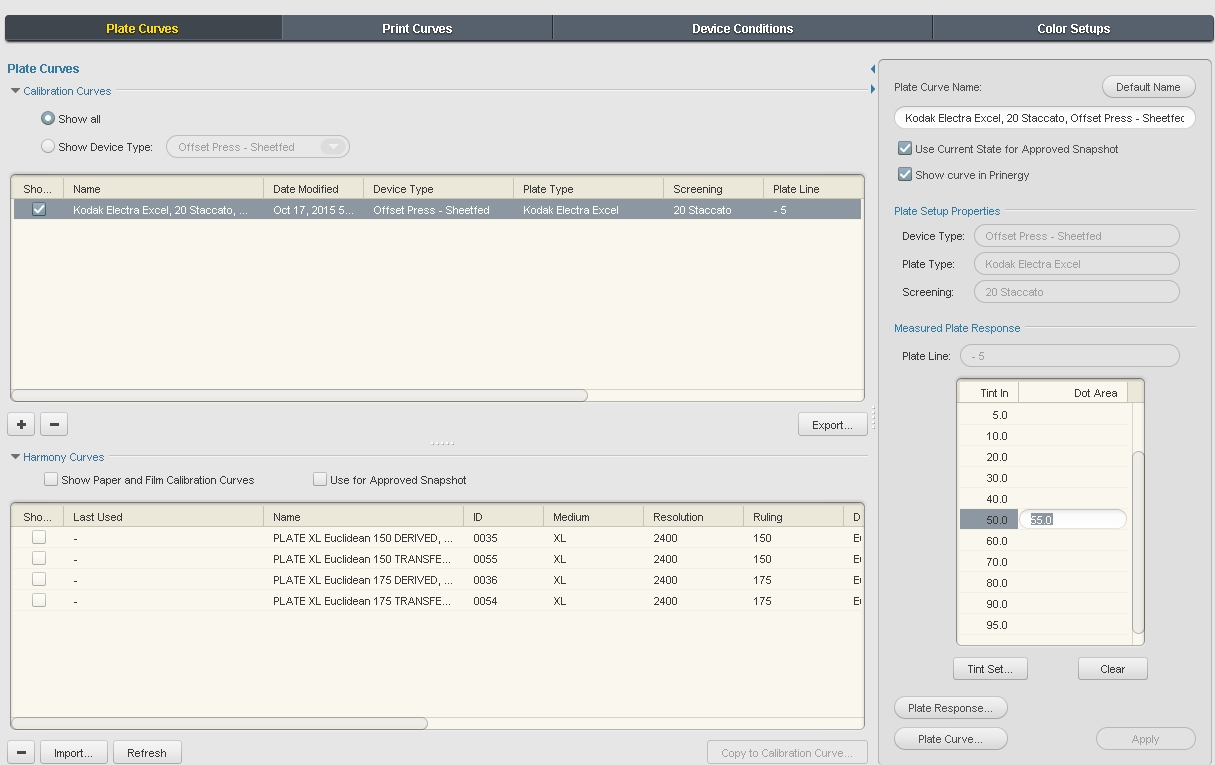 Plate Curves Print Curves Device Conditions Color Setups
Plate Curves
Calibration Curves
Show all
Show Device Type: Offset Press - Sheetfed
Sho... Name Date Modified Device Type Plate Type Screening Plate Line
Kodak Electra Excel, 20 Staccato, ... Oct 17, 2015 5... Offset Press - Sheetfed Kodak Electra Excel 20 Staccato - 5
+ - Export...
Harmony Curves
Show Paper and Film Calibration Curves Use for Approved Snapshot
Sho... Last Used Name ID Medium Resolution Ruling D
- PLATE XL Euclidean 150 DERIVED, ... 0035 XL 2400 150 E
- PLATE XL Euclidean 150 TRANSFE... 0055 XL 2400 150 E
- PLATE XL Euclidean 175 DERIVED, ... 0036 XL 2400 175 E
- PLATE XL Euclidean 175 TRANSFE... 0054 XL 2400 175 E
- Import... Refresh Copy to Calibration Curve...
Plate Curve Name: Default Name
Kodak Electra Excel, 20 Staccato, Offset Press - Sheetfed
Use Current State for Approved Snapshot
Show curve in Prinergy
Plate Setup Properties
Device Type: Offset Press - Sheetfed
Plate Type: Kodak Electra Excel
Screening: 20 Staccato
Measured Plate Response
Plate Line: - 5
Tint In Dot Area
5.0
10.0
20.0
30.0
40.0
50.0 55.0
60.0
70.0
80.0
90.0
95.0
Tint Set... Clear
Plate Response...
Plate Curve... Apply